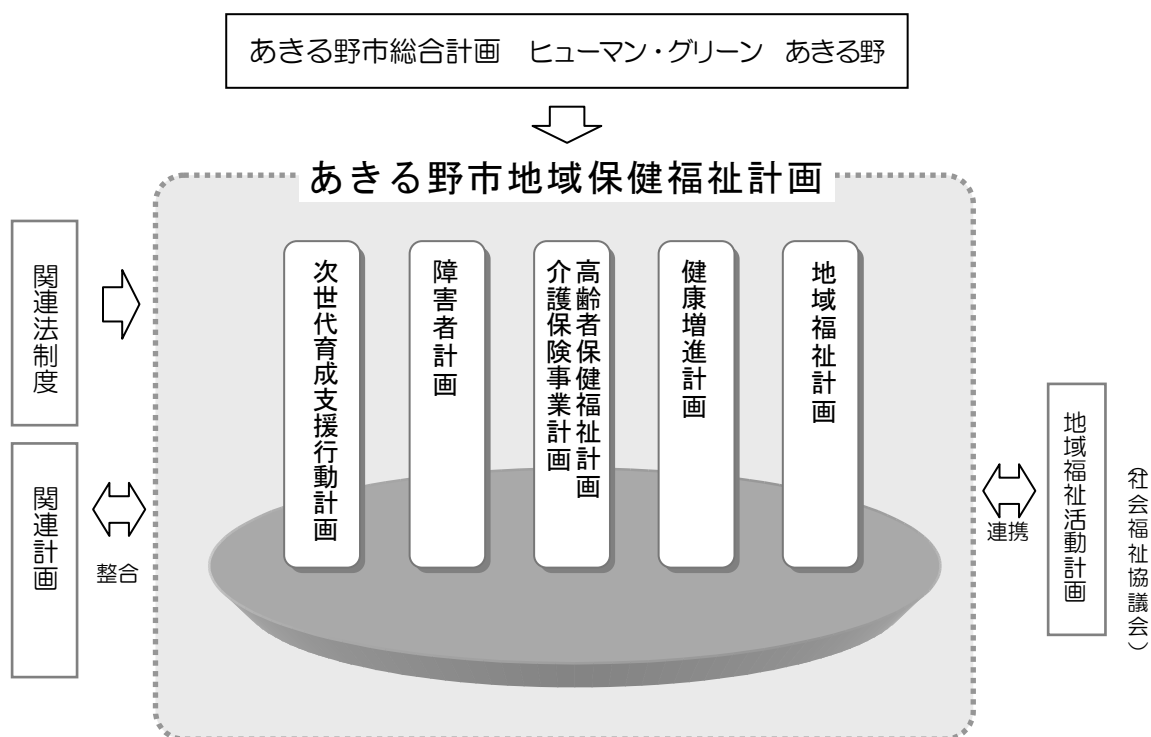 あきる野市総合計画 ヒューマン・グリーン あきる野
あきる野市地域保健福祉計画
関連法制度
関連計画
整合
次世代育成支援行動計画
障害者計画
高齢者保健福祉計画
介護保険事業計画
健康増進計画
地域福祉計画
連携
地域福祉活動計画
(社会福祉協議会)